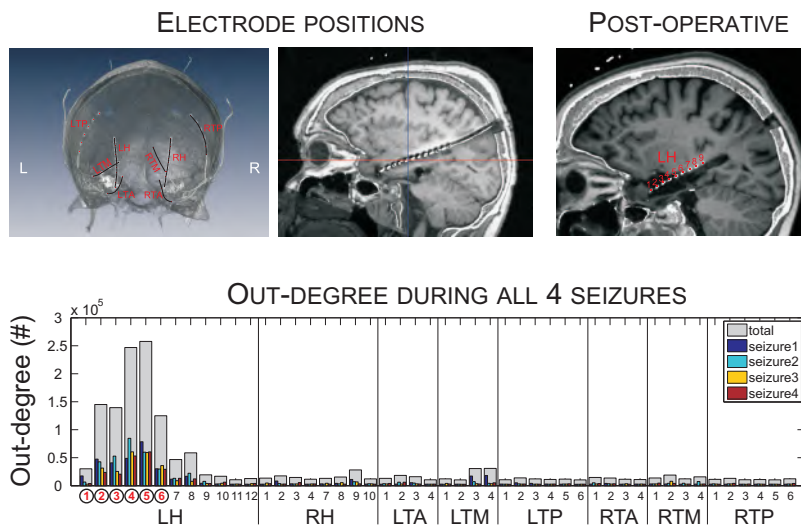 ELECTRODE POSITIONS
POST-OPERATIVE
L
LH
RH
R
LH
OUT-DEGREE DURING ALL 4 SEIZURES
x 10^5
Out-degree (#)
3
2.5
2
1.5
1
0.5
0
total
seizure1
seizure2
seizure3
seizure4
1 2 3 4 5 6 7 8 9 10 11 12 1 2 3 4 5 6 7 8 9 10 1 2 3 4 1 2 3 4 1 2 3 4 5 6 1 2 3 4 1 2 3 4 1 2 3 4 5 6
LH RH LTA LTM LTP RTA RTM RTP